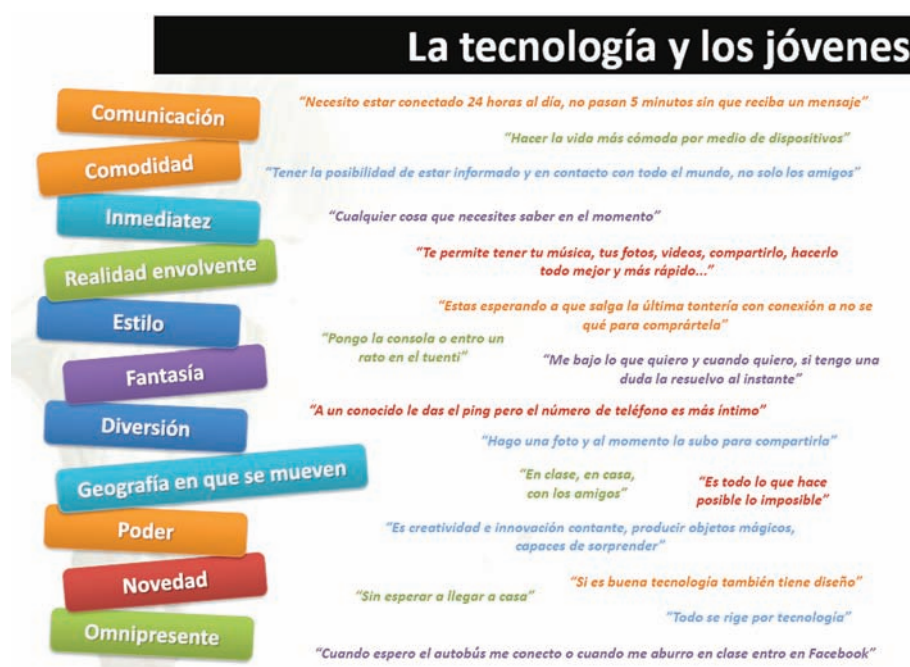 La tecnología y los jóvenes
Comunicación
"Necesito estar conectado 24 horas al día, no pasan 5 minutos sin que reciba un mensaje"
"Hacer la vida más cómoda por medio de dispositivos"
Comodidad
"Tener la posibilidad de estar informado y en contacto con todo el mundo, no solo los amigos"
Inmediatez
"Cualquier cosa que necesites saber en el momento"
Realidad envolvente
"Te permite tener tu música, tus fotos, videos, compartirlo, hacerlo
todo mejor y más rápido..."
Estilo
"Estas esperando a que salga la última tontería con conexión a no se
qué para comprártela"
"Pongo la consola o entro un
rato en el tuenti"
Fantasía
"Me bajo lo que quiero y cuando quiero, si tengo una
duda la resuelvo al instante"
Diversión
"A un conocido le das el ping pero el número de teléfono es más íntimo"
"Hago una foto y al momento la subo para compartirla"
Geografía en que se mueven
"En clase, en casa,
con los amigos"
"Es todo lo que hace
posible lo imposible"
Poder
"Es creatividad e innovación contante, producir objetos mágicos,
capaces de sorprender"
Novedad
"Si es buena tecnología también tiene diseño"
"Sin esperar a llegar a casa"
"Todo se rige por tecnología"
Omnipresente
"Cuando espero el autobús me conecto o cuando me aburro en clase entro en Facebook"